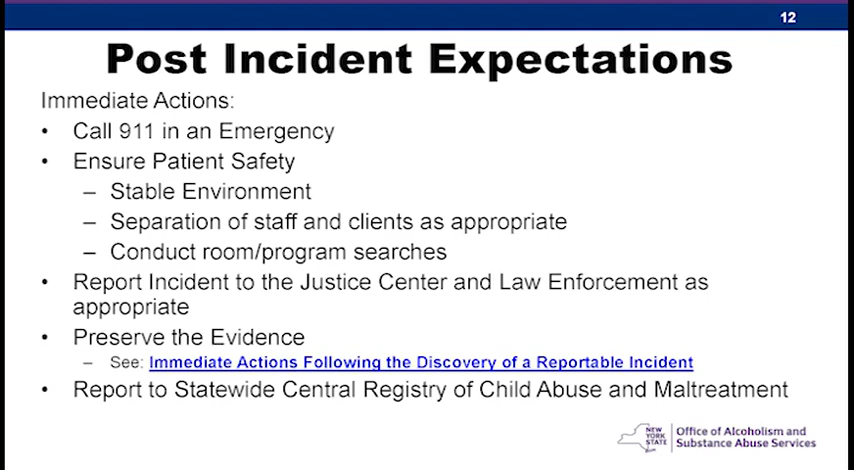 12
Post Incident Expectations
Immediate Actions:
• Call 911 in an Emergency
• Ensure Patient Safety
– Stable Environment
– Separation of staff and clients as appropriate
– Conduct room/program searches
• Report Incident to the Justice Center and Law Enforcement as
appropriate
• Preserve the Evidence
– See: Immediate Actions Following the Discovery of a Reportable Incident
• Report to Statewide Central Registry of Child Abuse and Maltreatment
NEW
YORK
STATE
Office of Alcoholism and
Substance Abuse Services